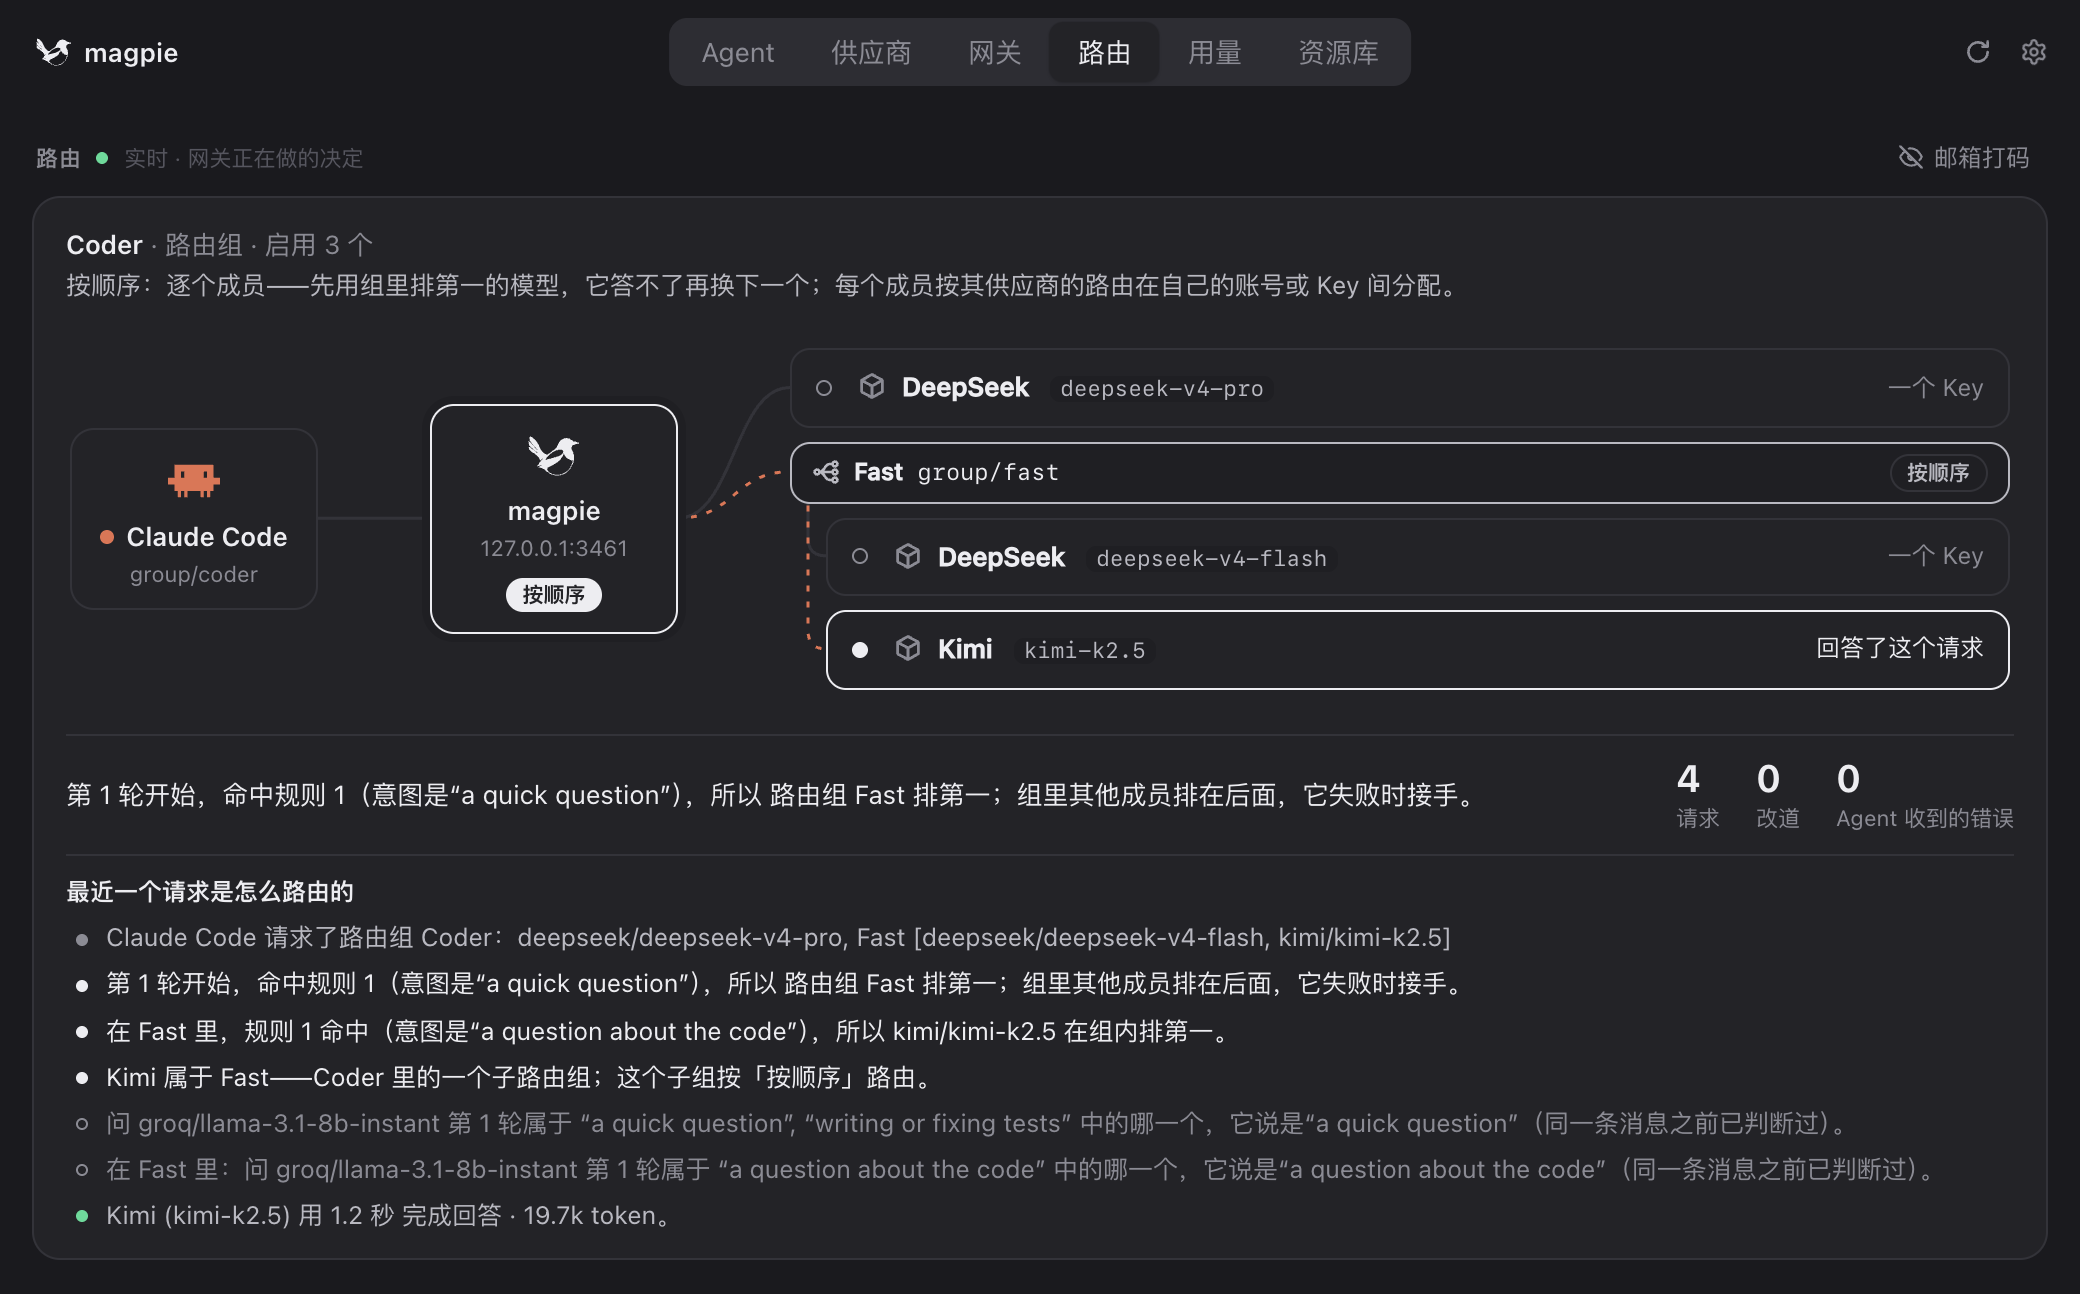 magpie
Agent 供应商 网关 路由 用量 资源库
路由 实时 · 网关正在做的决定
邮箱打码
Coder · 路由组 · 启用 3 个
按顺序：逐个成员——先用组里排第一的模型，它答不了再换下一个；每个成员按其供应商的路由在自己的账号或 Key 间分配。
Claude Code
group/coder
magpie
127.0.0.1:3461
按顺序
DeepSeek deepseek-v4-pro 一个 Key
Fast group/fast 按顺序
DeepSeek deepseek-v4-flash 一个 Key
Kimi kimi-k2.5 回答了这个请求
第 1 轮开始，命中规则 1（意图是“a quick question”），所以 路由组 Fast 排第一；组里其他成员排在后面，它失败时接手。
4 0 0
请求 改道 Agent 收到的错误
最近一个请求是怎么路由的
Claude Code 请求了路由组 Coder：deepseek/deepseek-v4-pro, Fast [deepseek/deepseek-v4-flash, kimi/kimi-k2.5]
第 1 轮开始，命中规则 1（意图是“a quick question”），所以 路由组 Fast 排第一；组里其他成员排在后面，它失败时接手。
在 Fast 里，规则 1 命中（意图是“a question about the code”），所以 kimi/kimi-k2.5 在组内排第一。
Kimi 属于 Fast——Coder 里的一个子路由组；这个子组按「按顺序」路由。
问 groq/llama-3.1-8b-instant 第 1 轮属于 “a quick question”, “writing or fixing tests” 中的哪一个，它说是“a quick question”（同一条消息之前已判断过）。
在 Fast 里：问 groq/llama-3.1-8b-instant 第 1 轮属于 “a question about the code” 中的哪一个，它说是“a question about the code”（同一条消息之前已判断过）。
Kimi (kimi-k2.5) 用 1.2 秒 完成回答 · 19.7k token。